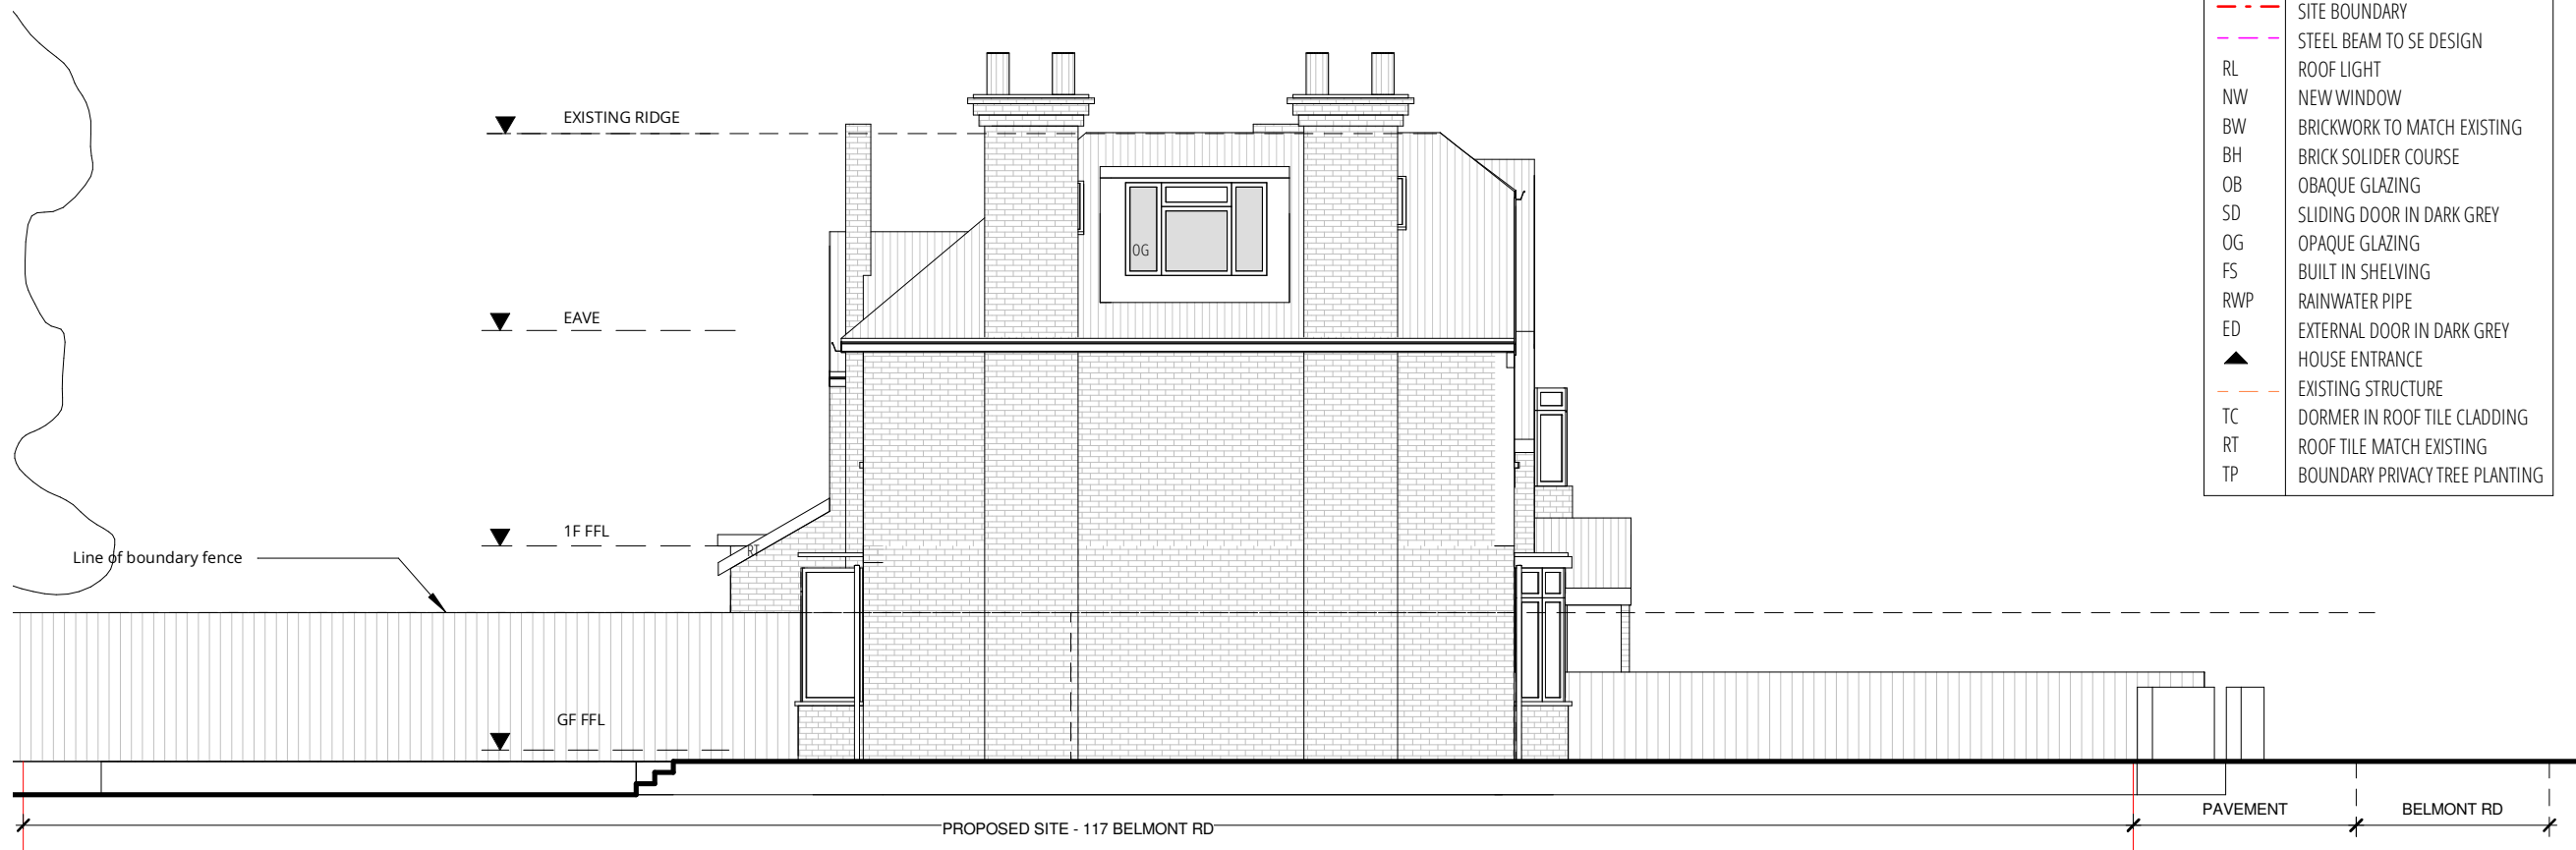 SITE BOUNDARY
STEEL BEAM TO SE DESIGN
RL ROOF LIGHT
NW NEW WINDOW
BW BRICKWORK TO MATCH EXISTING
BH BRICK SOLIDER COURSE
OB OBAQUE GLAZING
SD SLIDING DOOR IN DARK GREY
OG OPAQUE GLAZING
FS BUILT IN SHELVING
RWP RAINWATER PIPE
ED EXTERNAL DOOR IN DARK GREY
HOUSE ENTRANCE
EXISTING STRUCTURE
TC DORMER IN ROOF TILE CLADDING
RT ROOF TILE MATCH EXISTING
TP BOUNDARY PRIVACY TREE PLANTING
EXISTING RIDGE
OG
EAVE
1F FFL
RT
Line of boundary fence
GF FFL
PROPOSED SITE - 117 BELMONT RD
PAVEMENT
BELMONT RD